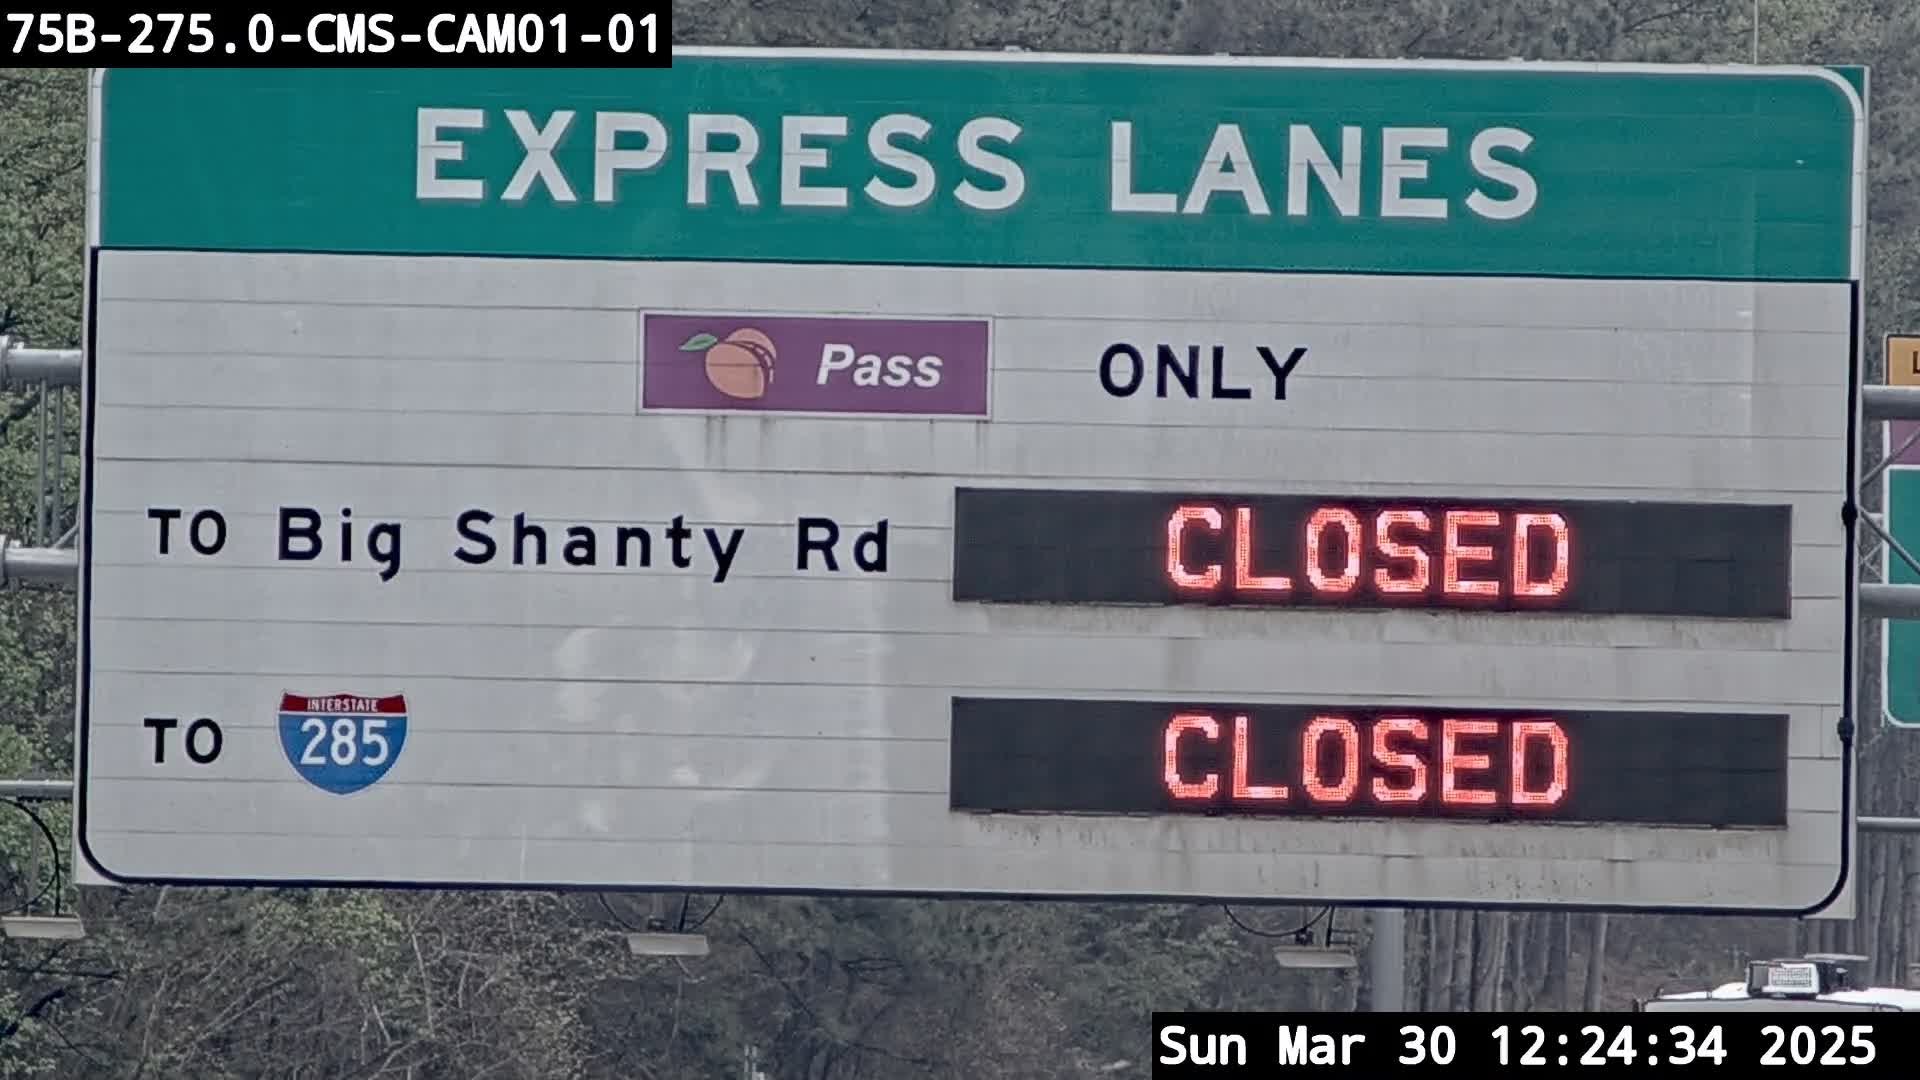 75B-275.0-CMS-CAM01-01
EXPRESS LANES
Pass ONLY
TO Big Shanty Rd CLOSED
TO INTERSTATE 285 CLOSED
Sun Mar 30 12:24:34 2025